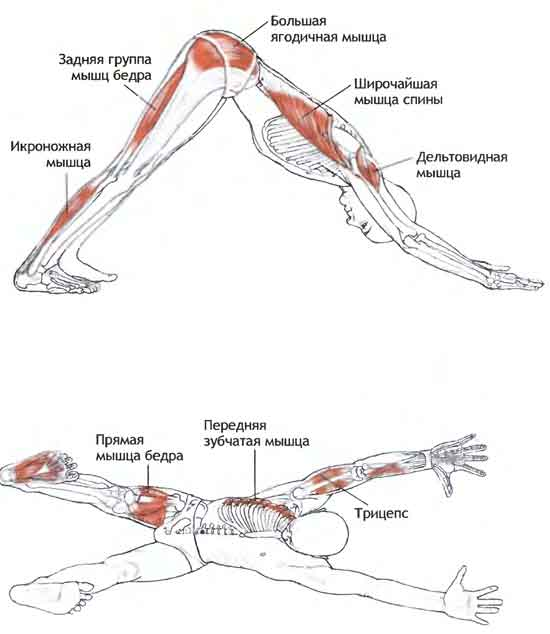 Большая
ягодичная мышца
Задняя группа
мышц бедра
Широчайшая
мышца спины
Икроножная
мышца
Дельтовидная
мышца
Прямая
мышца бедра
Передняя
зубчатая мышца
Трицепс